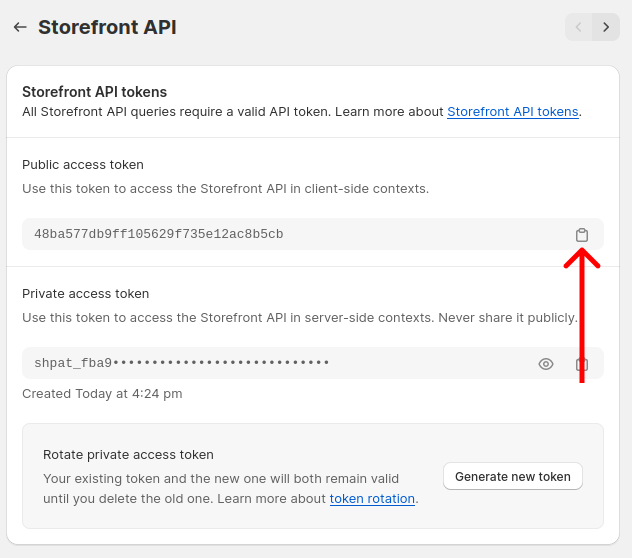 Storefront API
Storefront API tokens
All Storefront API queries require a valid API token. Learn more about Storefront API tokens.
Public access token
Use this token to access the Storefront API in client-side contexts.
48ba577db9ff105629f735e12ac8b5cb
Private access token
Use this token to access the Storefront API in server-side contexts. Never share it publicly.
shpat_fba9••••••••••••••••••••••••••••
Created Today at 4:24 pm
Rotate private access token
Your existing token and the new one will both remain valid
until you delete the old one. Learn more about token rotation.
Generate new token